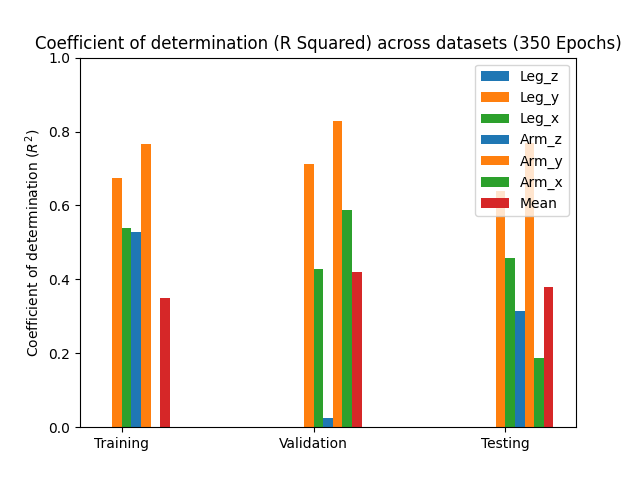 Coefficient of determination (R Squared) across datasets (350 Epochs)
1.0
0.8
0.6
0.4
0.2
0.0
Coefficient of determination (R²)
Leg_z
Leg_y
Leg_x
Arm_z
Arm_y
Arm_x
Mean
Training Validation Testing